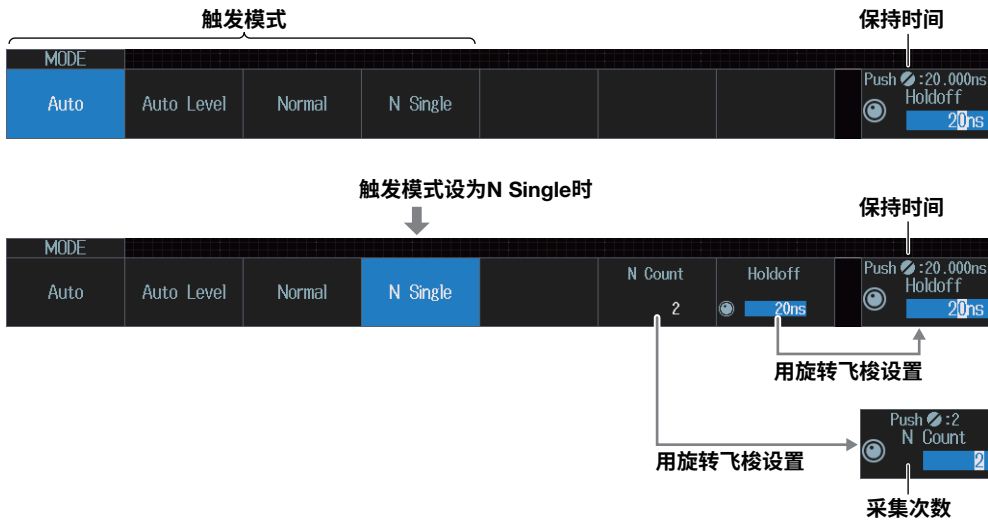 触发模式
保持时间
MODE
Auto
Auto Level
Normal
N Single
Push :20.000ns
Holdoff
20ns
触发模式设为N Single时
保持时间
MODE
Auto
Auto Level
Normal
N Single
N Count
2
Holdoff
20ns
Push :20.000ns
Holdoff
20ns
用旋转飞梭设置
Push :2
N Count
2
用旋转飞梭设置
采集次数